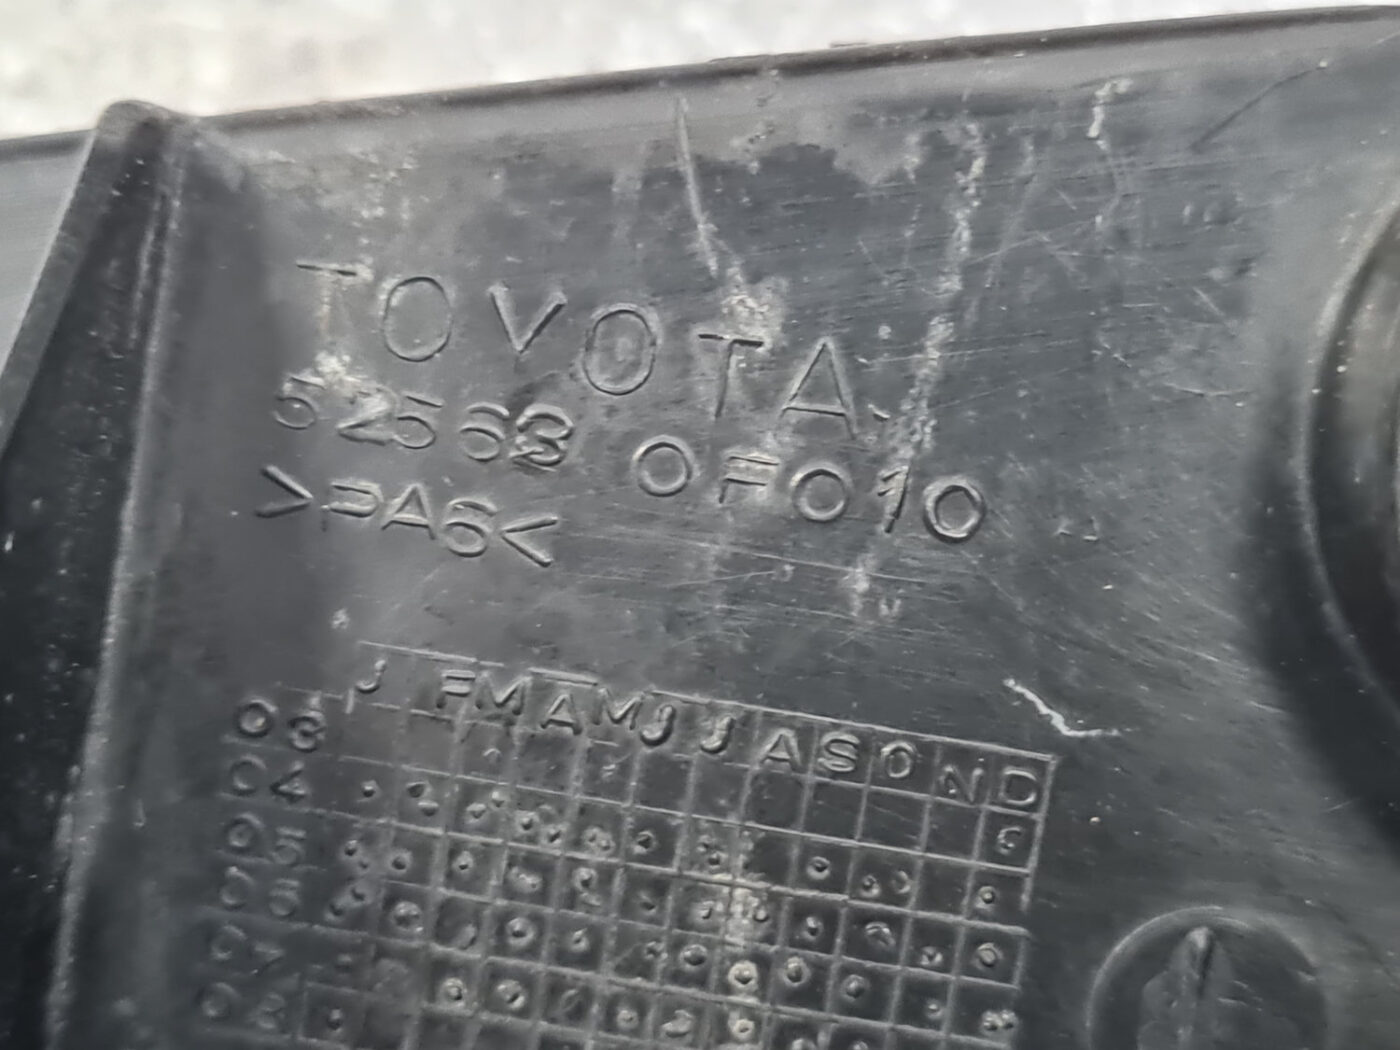 TOYOTA
52563 0F010
>PA6<
J F M A M J J A S O N D
03
04
05
06
07
08